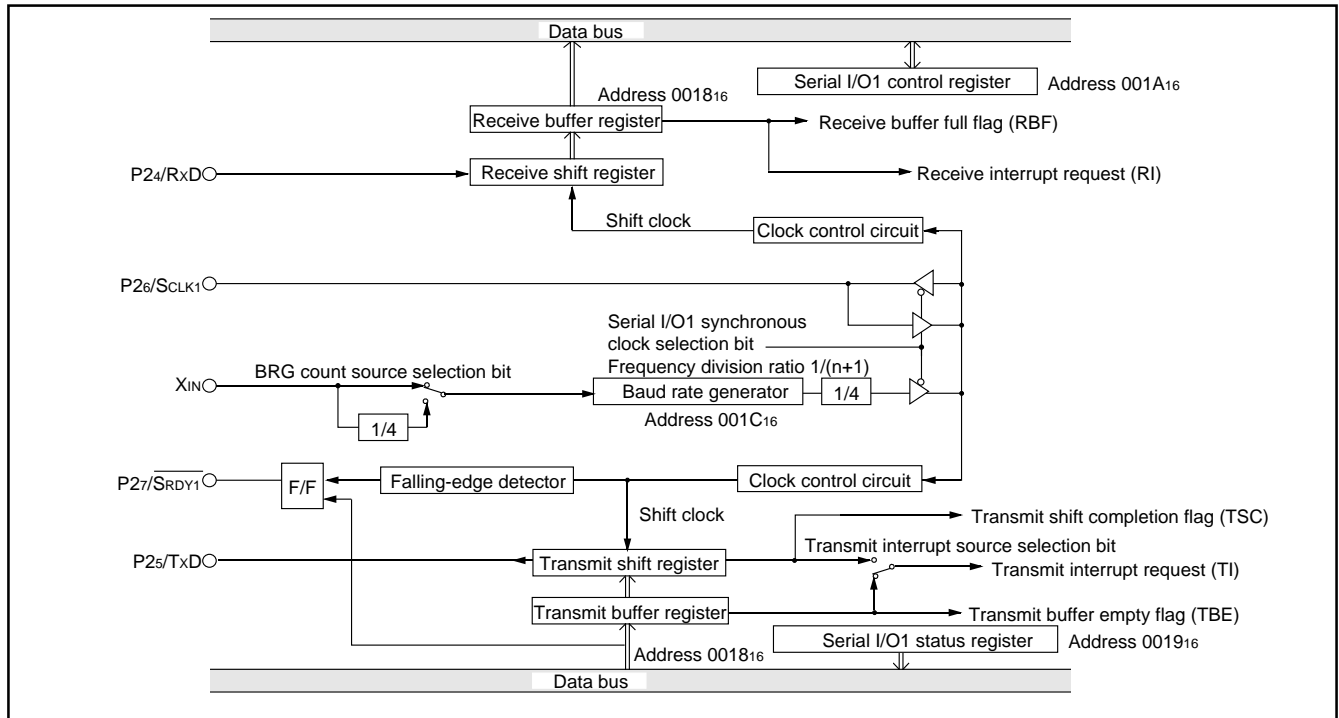 Data bus
Serial I/O1 control register
Address 001A16
Address 001816
Receive buffer register
Receive buffer full flag (RBF)
P24/RXD
Receive shift register
Receive interrupt request (RI)
Shift clock
Clock control circuit
P26/SCLK1
Serial I/O1 synchronous
clock selection bit
Frequency division ratio 1/(n+1)
XIN
BRG count source selection bit
Baud rate generator
1/4
1/4
Address 001C16
P27/SRDY1
F/F
Falling-edge detector
Clock control circuit
Shift clock
Transmit shift completion flag (TSC)
P25/TXD
Transmit shift register
Transmit interrupt source selection bit
Transmit interrupt request (TI)
Transmit buffer register
Transmit buffer empty flag (TBE)
Serial I/O1 status register
Address 001916
Address 001816
Data bus